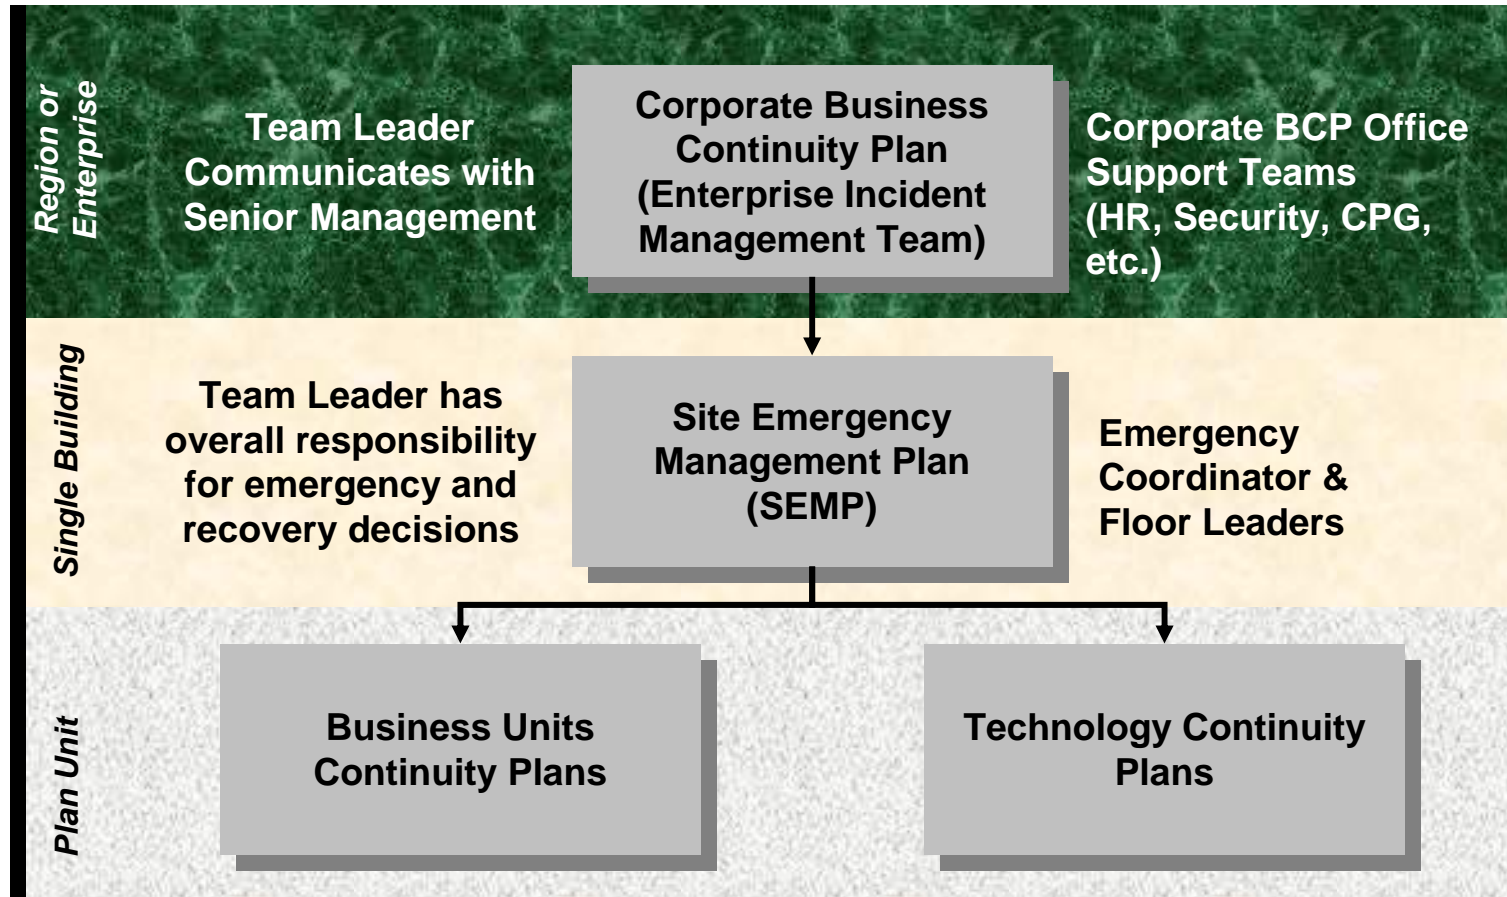 Region or
Enterprise
Team Leader
Communicates with
Senior Management
Corporate Business
Continuity Plan
(Enterprise Incident
Management Team)
Corporate BCP Office
Support Teams
(HR, Security, CPG,
etc.)
Single Building
Team Leader has
overall responsibility
for emergency and
recovery decisions
Site Emergency
Management Plan
(SEMP)
Emergency
Coordinator &
Floor Leaders
Plan Unit
Business Units
Continuity Plans
Technology Continuity
Plans